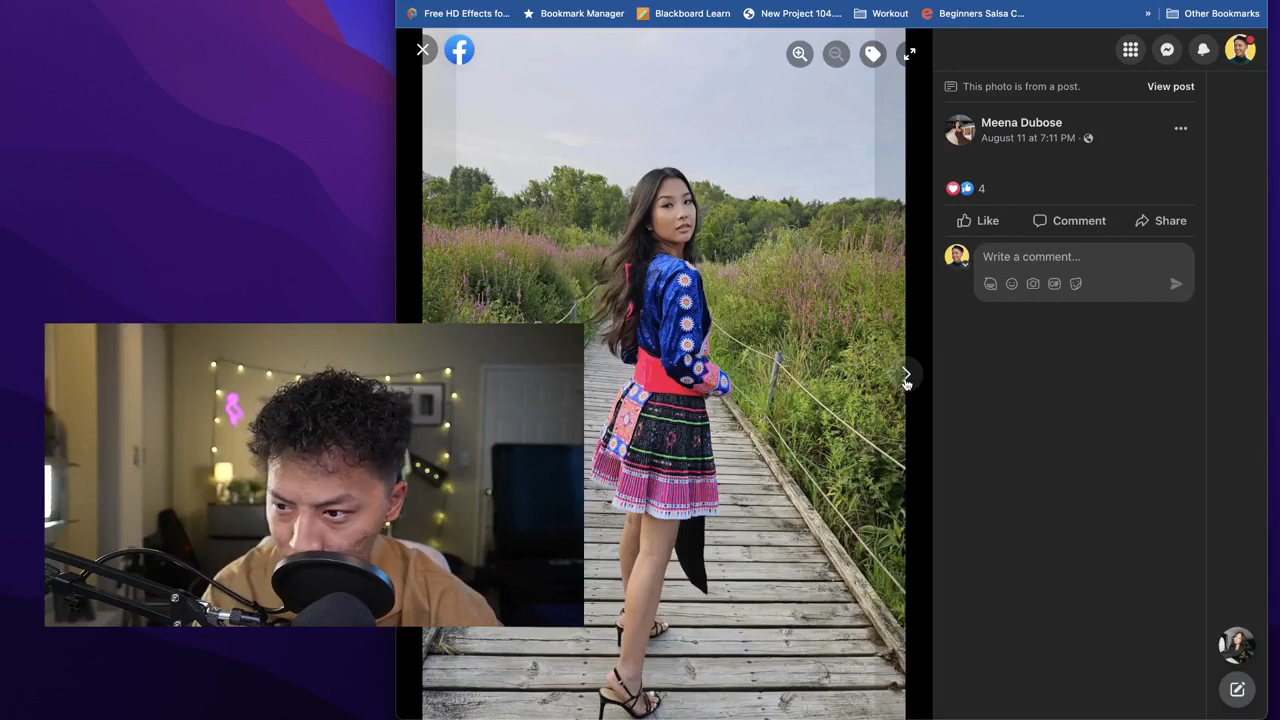 Free HD Effects fo...
Bookmark Manager
Blackboard Learn
New Project 104....
Workout
Beginners Salsa C...
»
Other Bookmarks
This photo is from a post.
View post
Meena Dubose
August 11 at 7:11 PM ·
4
Like
Comment
Share
Write a comment...
GIF